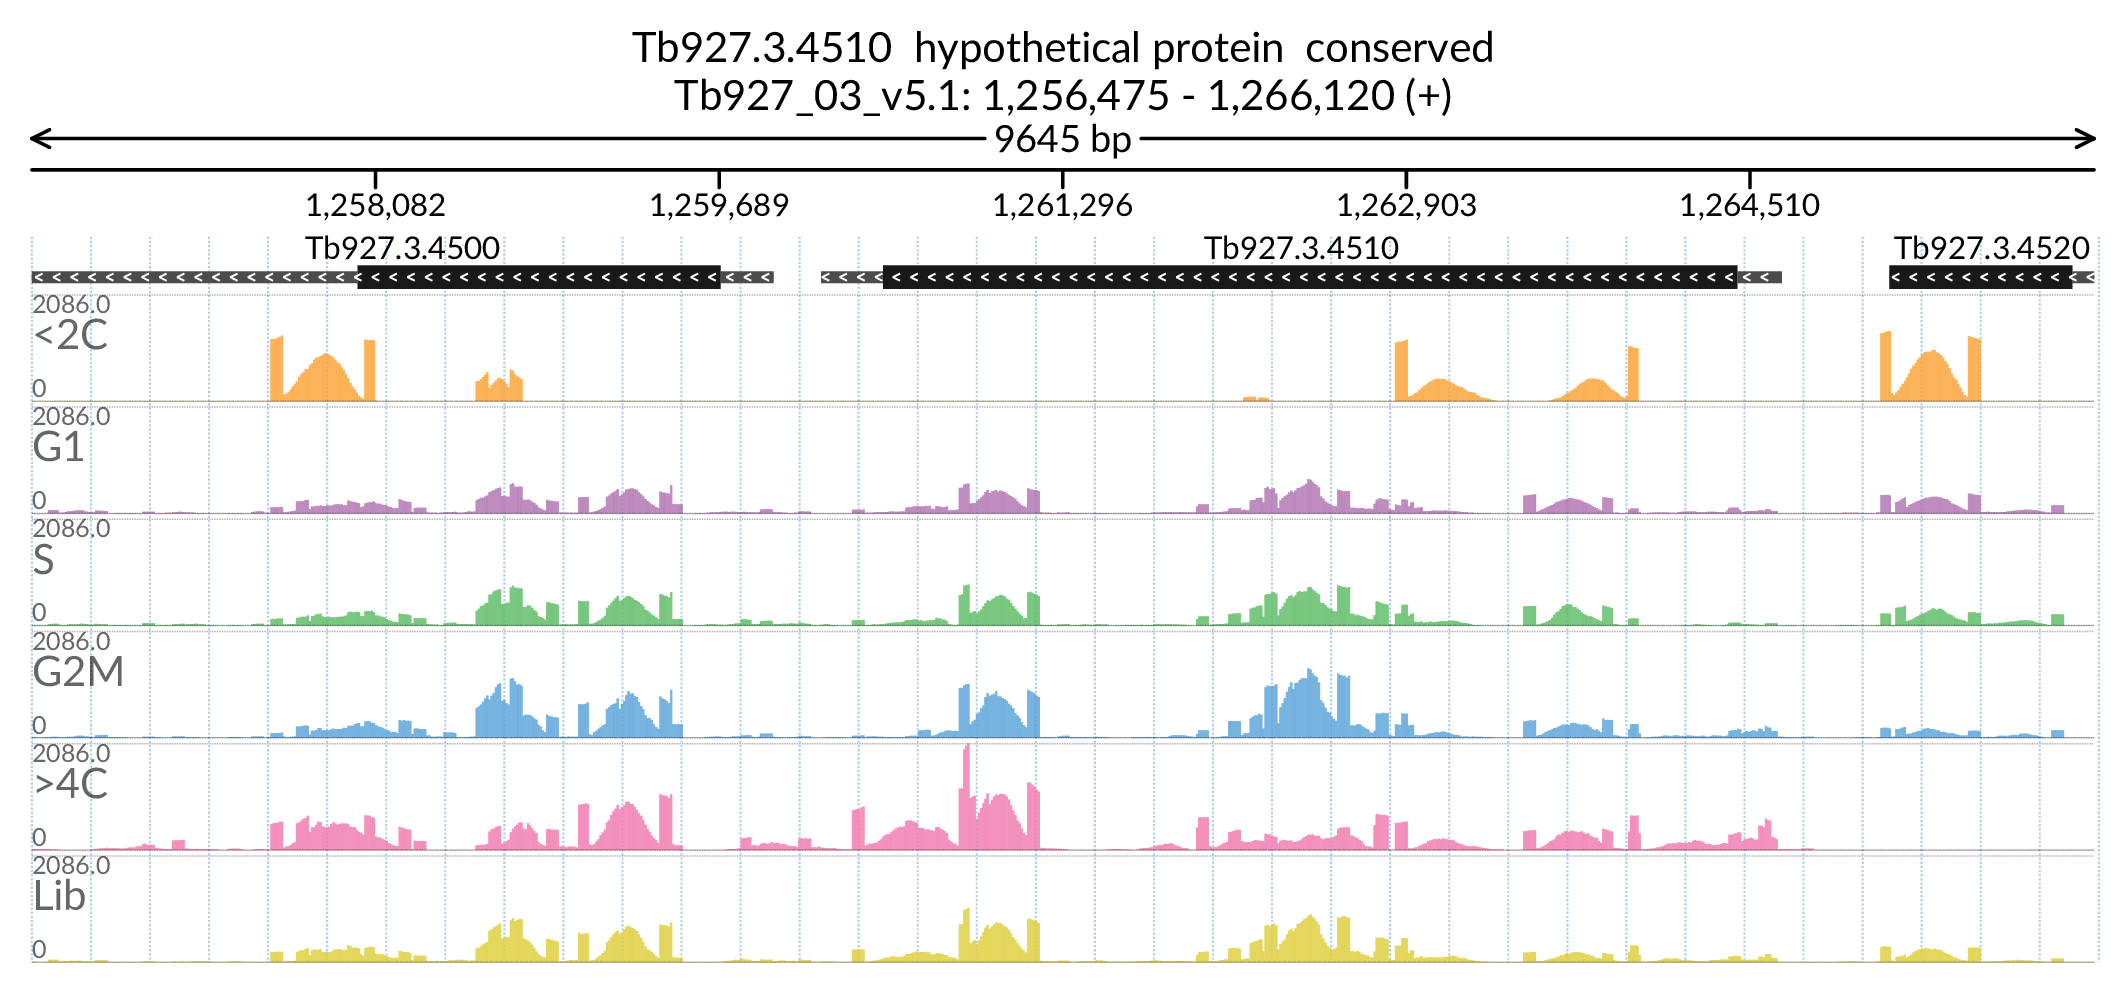 Tb927.3.4510  hypothetical protein  conserved
Tb927_03_v5.1: 1,256,475 - 1,266,120 (+)
9645 bp
1,258,082 1,259,689 1,261,296 1,262,903 1,264,510
Tb927.3.4500 Tb927.3.4510 Tb927.3.4520
2086.0
<2C
0
2086.0
G1
0
2086.0
S
0
2086.0
G2M
0
2086.0
>4C
0
2086.0
Lib
0